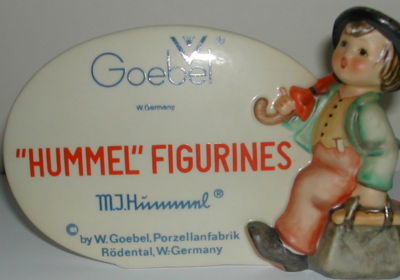 Goebel
W.Germany
"HUMMEL" FIGURINES
M.J.Hummel ®
© by W. Goebel, Porzellanfabrik
Rödental, W-Germany